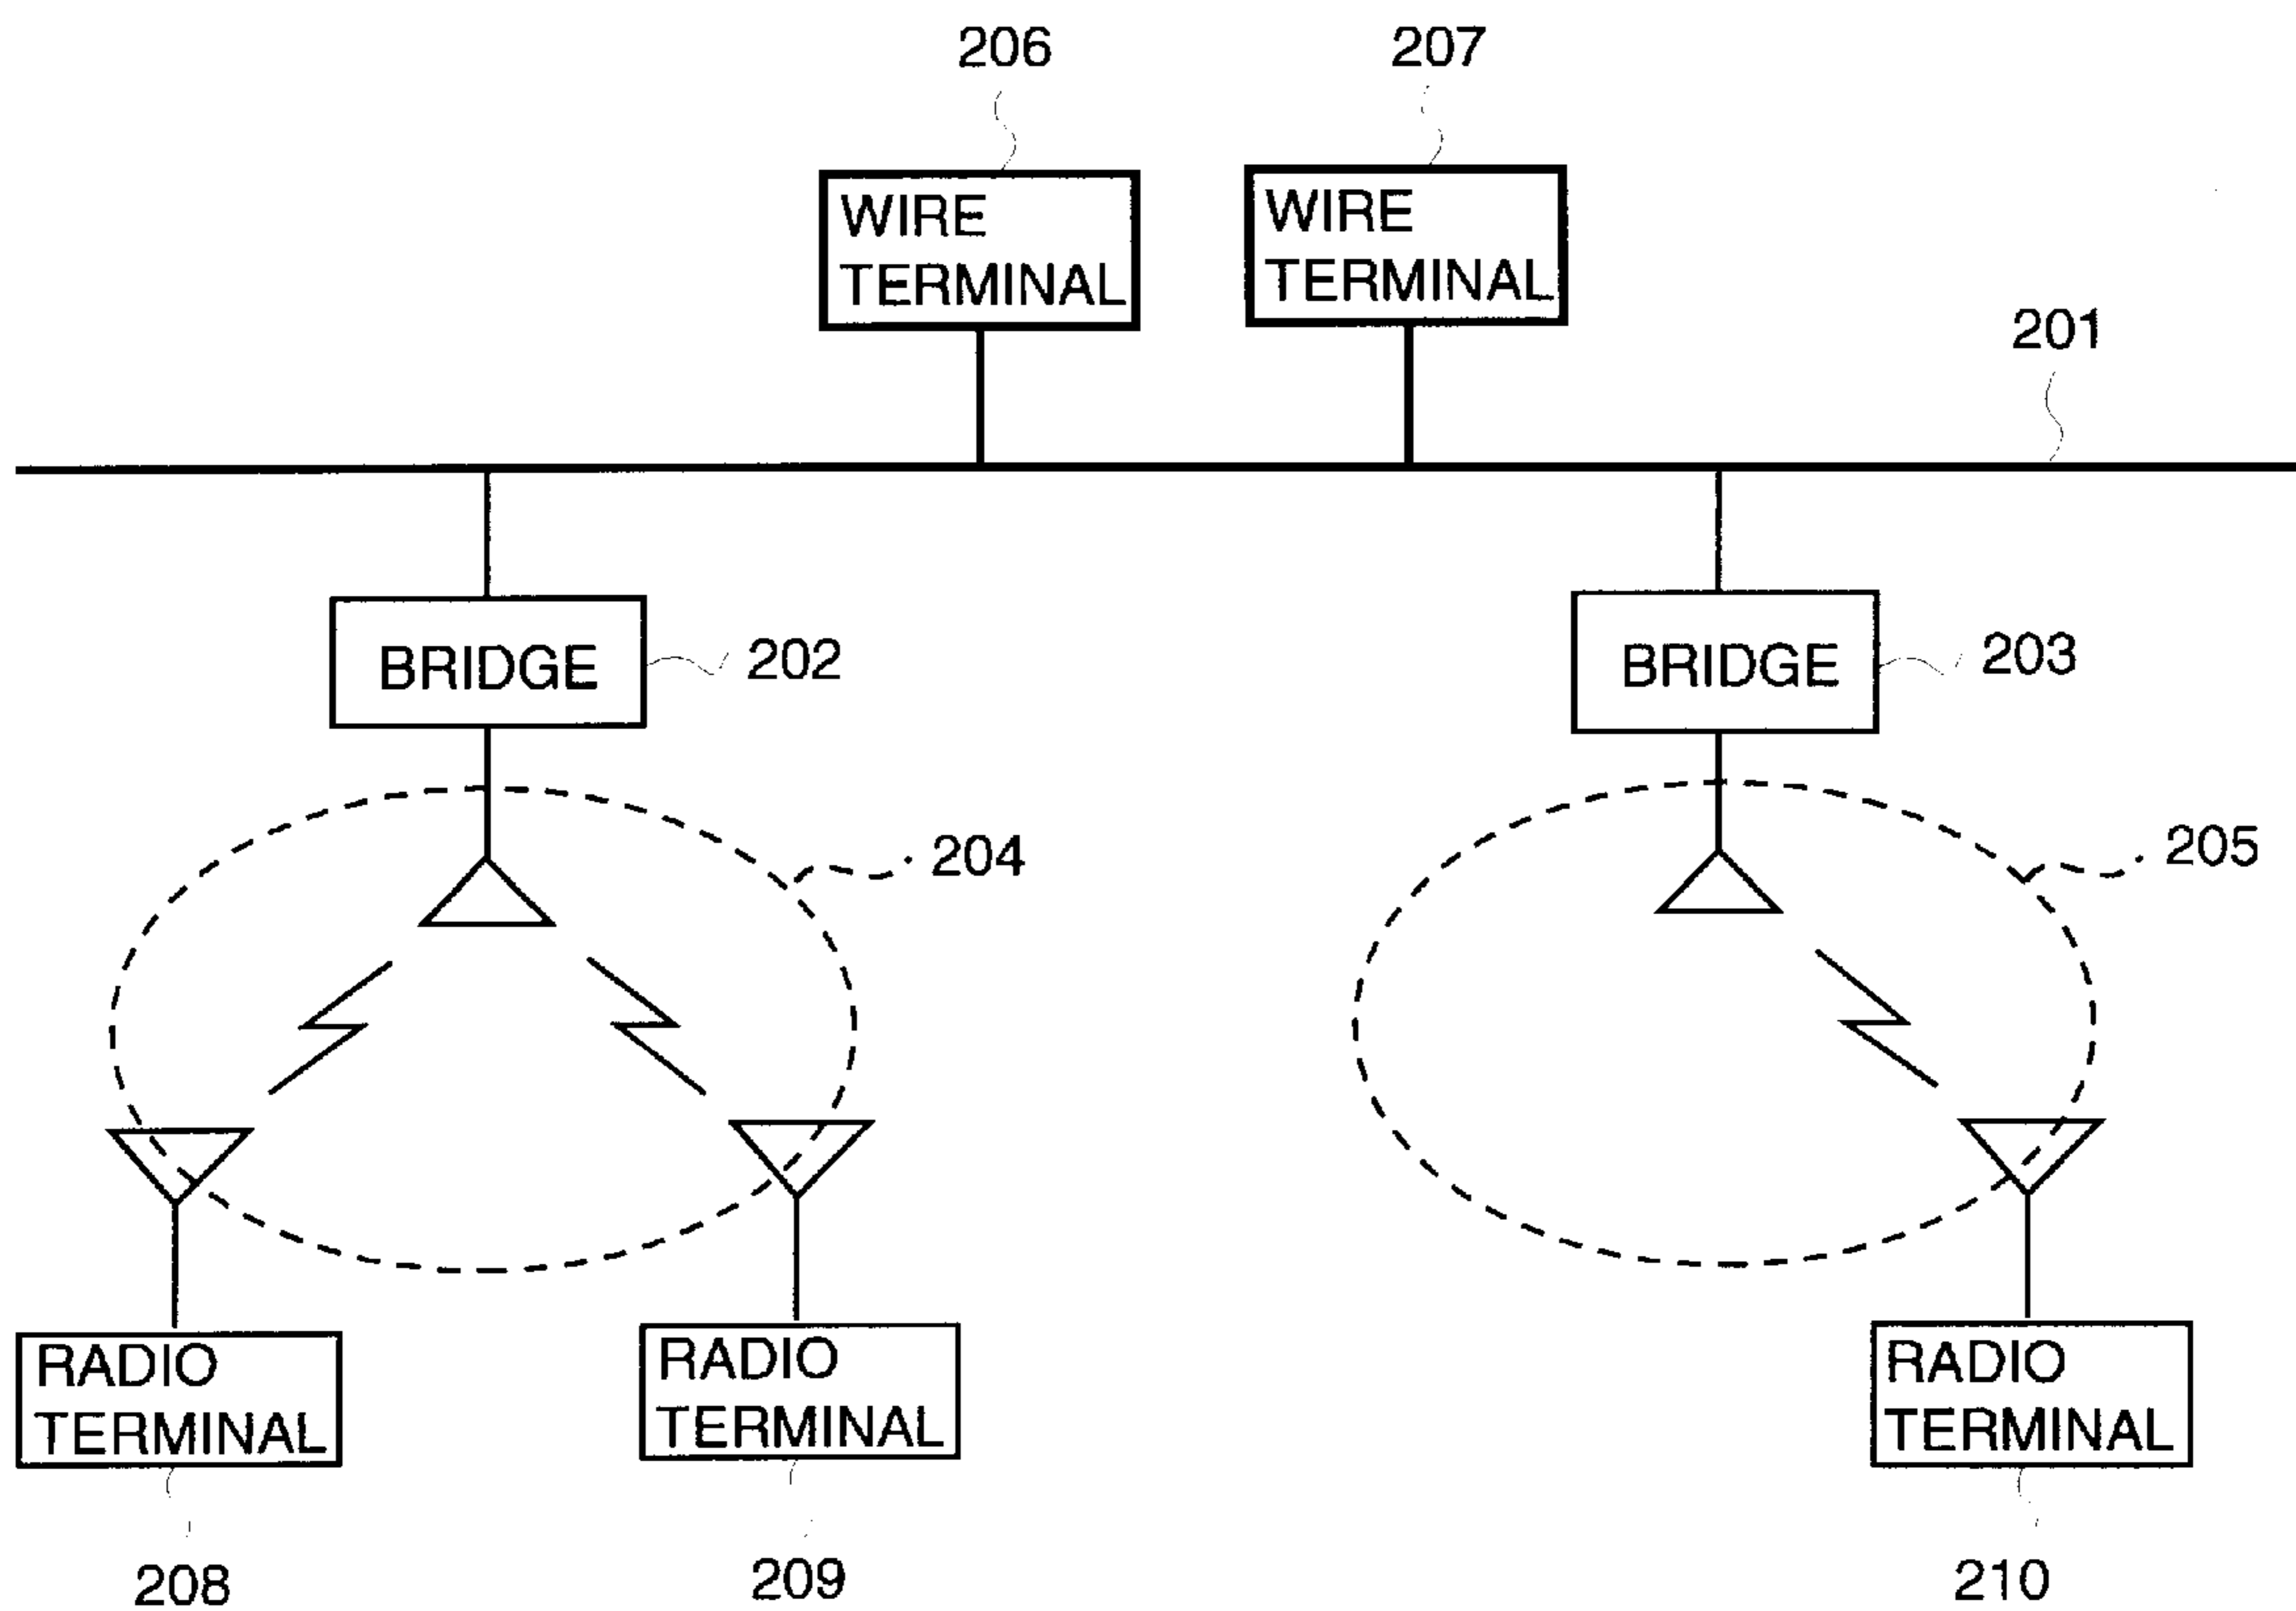 206
207
WIRE
TERMINAL
WIRE
TERMINAL
201
BRIDGE
202
BRIDGE
203
204
205
RADIO
TERMINAL
RADIO
TERMINAL
RADIO
TERMINAL
208
209
210